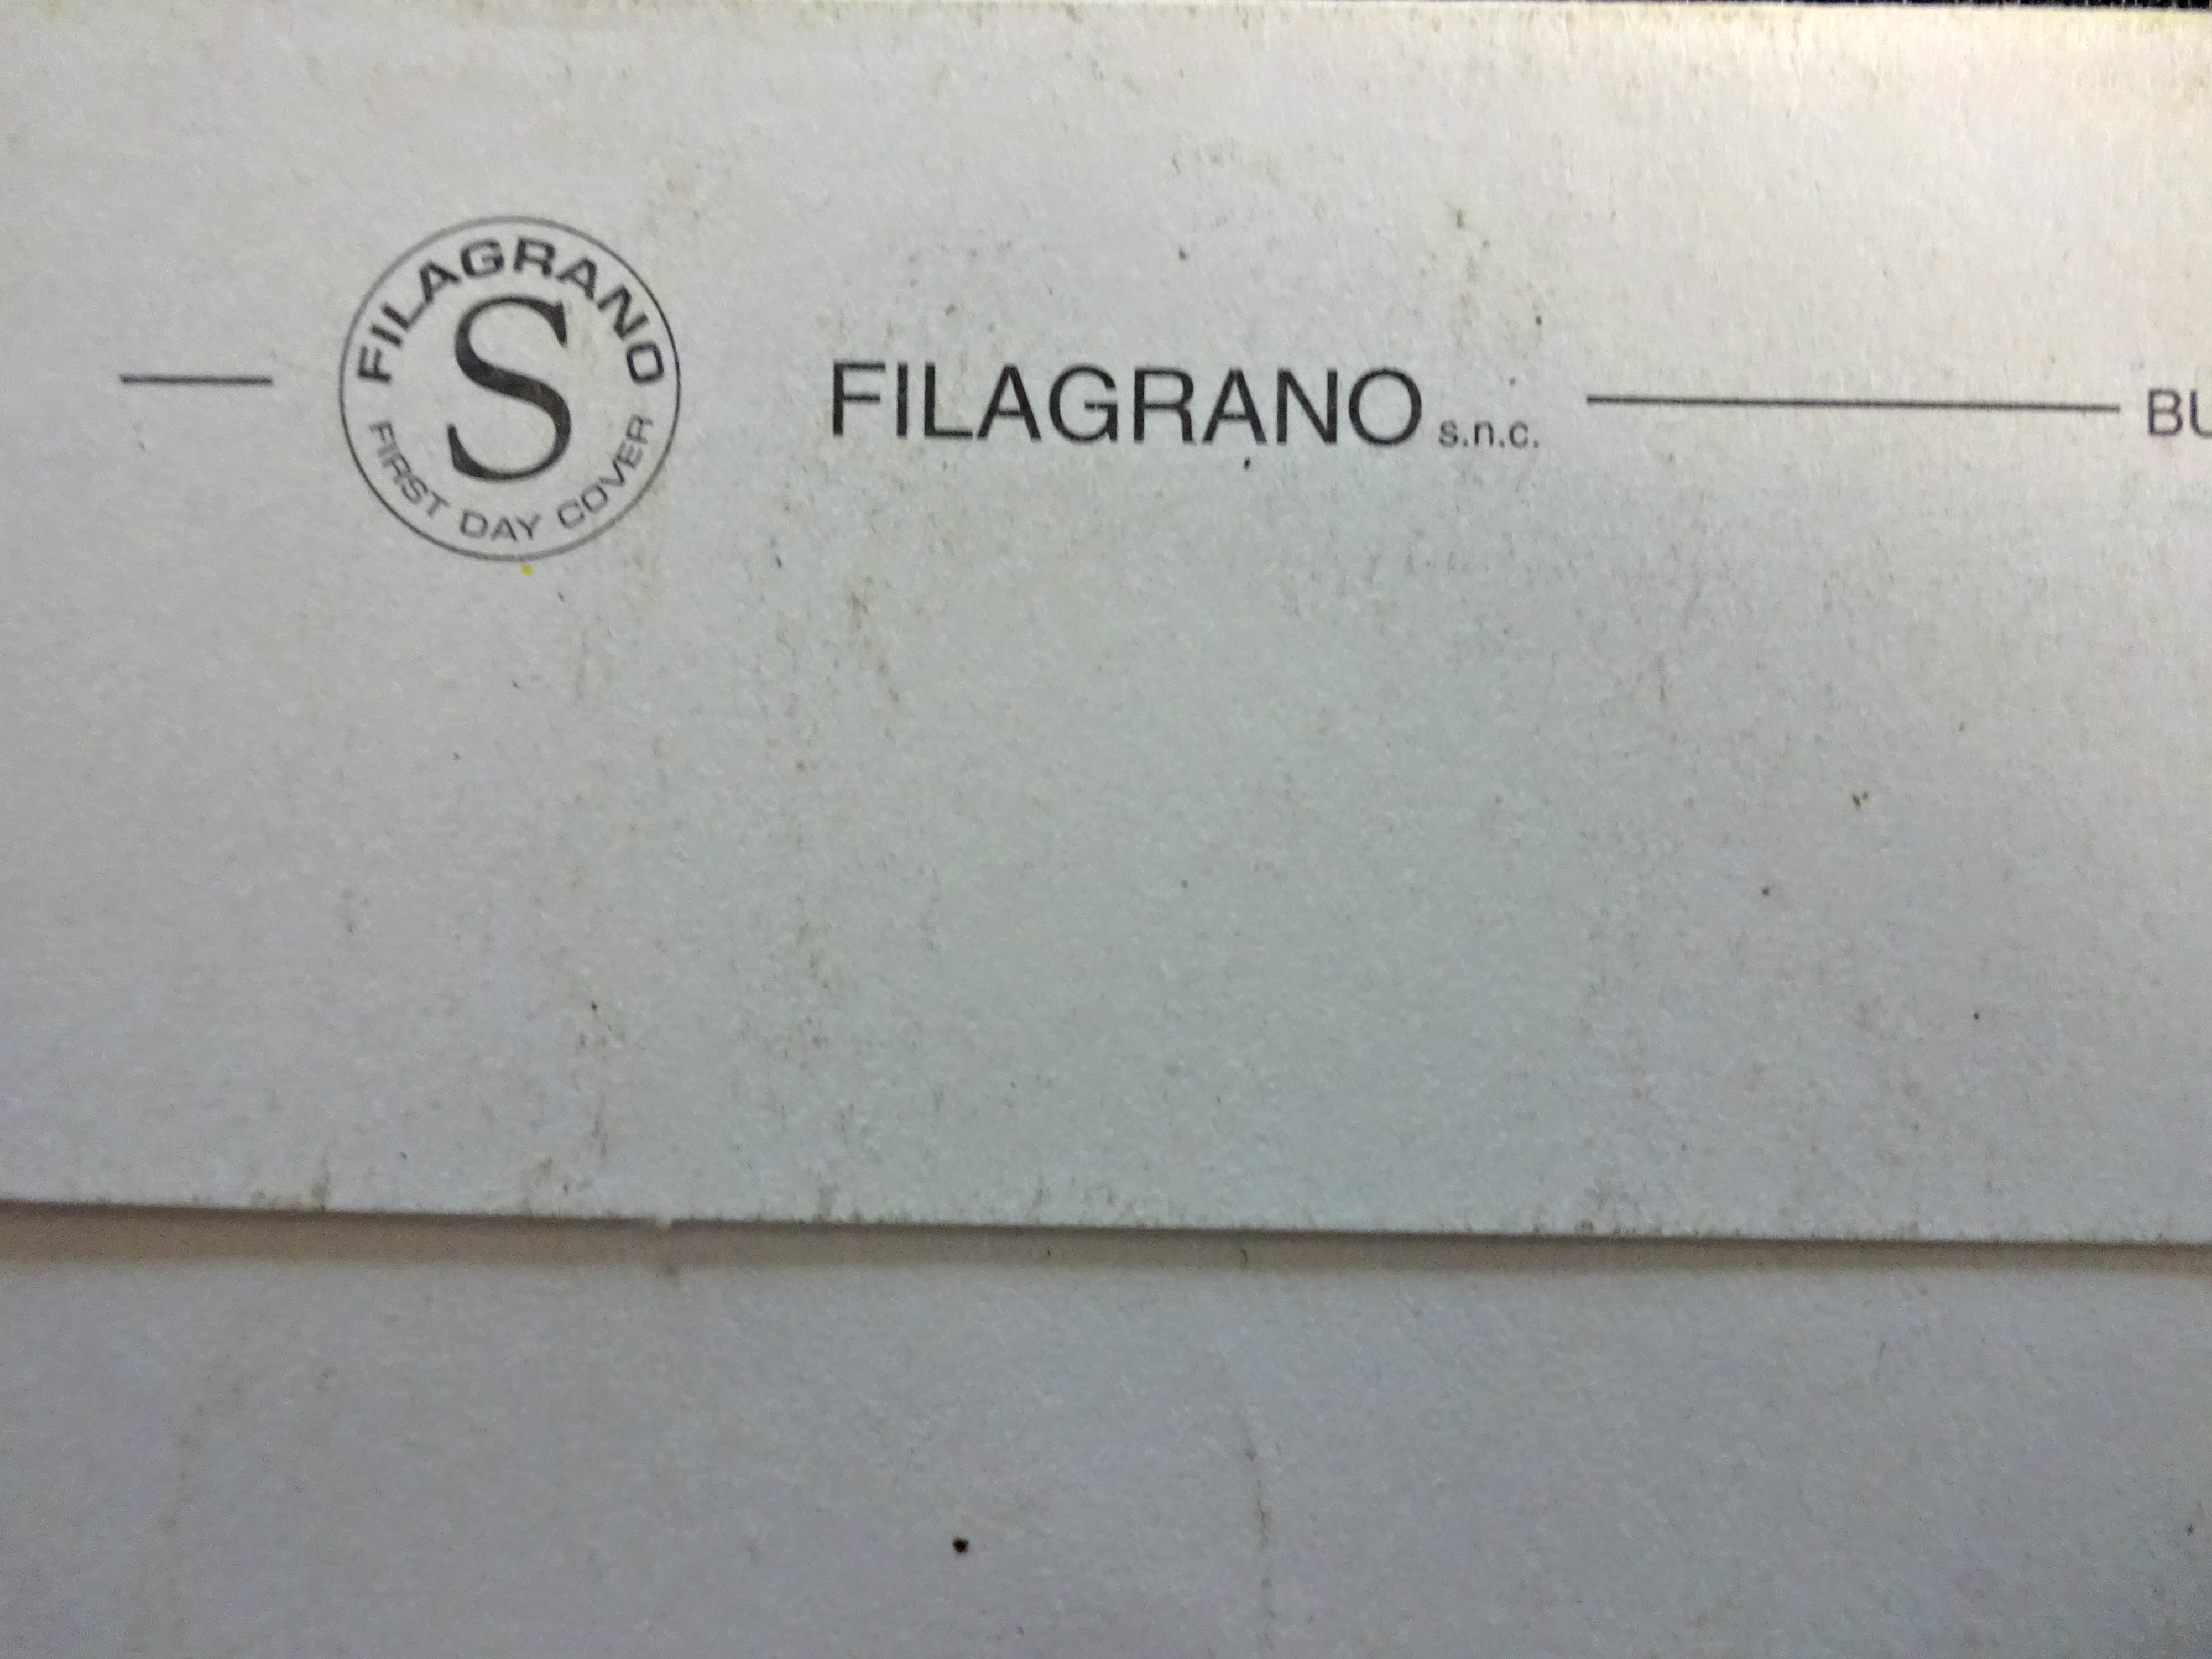 FILAGRANO
S
FIRST DAY COVER
FILAGRANO s.n.c.